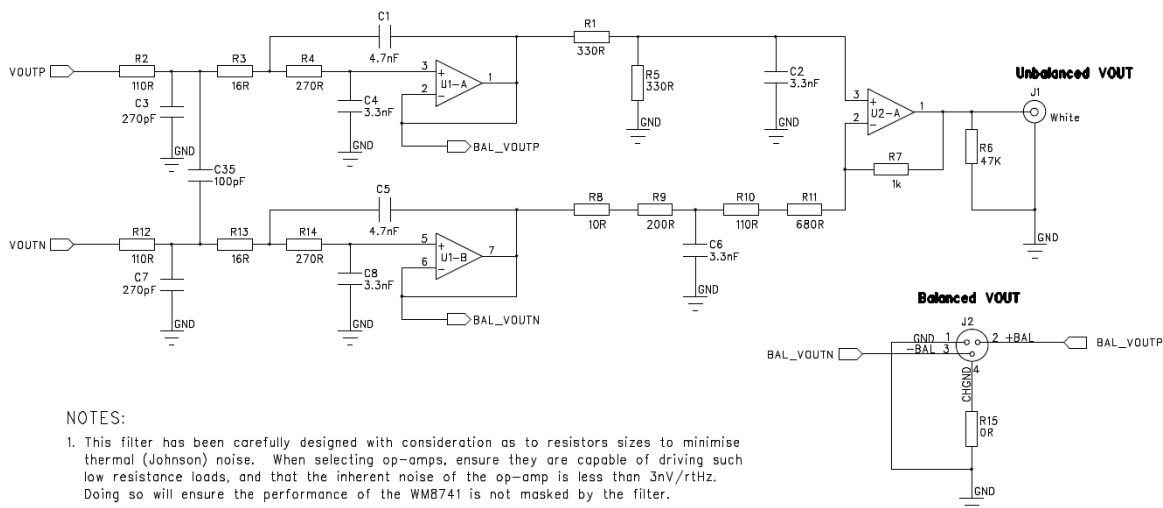 C1
4.7nF
R1
330R
VOUTP
R2
110R
R3
16R
R4
270R
3
+
2
-
U1-A
1
R5
330R
GND
C2
3.3nF
GND
3
+
2
-
U2-A
1
Unbalanced VOUT
J1
White
C3
270pF
GND
C4
3.3nF
GND
BAL_VOUTP
C35
100pF
R7
1k
R6
47K
GND
C5
4.7nF
R8
10R
R9
200R
R10
110R
R11
680R
VOUTN
R12
110R
R13
16R
R14
270R
5
+
6
-
U1-B
7
C6
3.3nF
GND
C7
270pF
GND
C8
3.3nF
GND
BAL_VOUTN
Balanced VOUT
J2
GND 1
2 +BAL
BAL_VOUTP
BAL_VOUTN
-BAL 3
4
CHGND
R15
0R
GND
NOTES:
1. This filter has been carefully designed with consideration as to resistors sizes to minimise
thermal (Johnson) noise. When selecting op-amps, ensure they are capable of driving such
low resistance loads, and that the inherent noise of the op-amp is less than 3nV/rtHz.
Doing so will ensure the performance of the WM8741 is not masked by the filter.